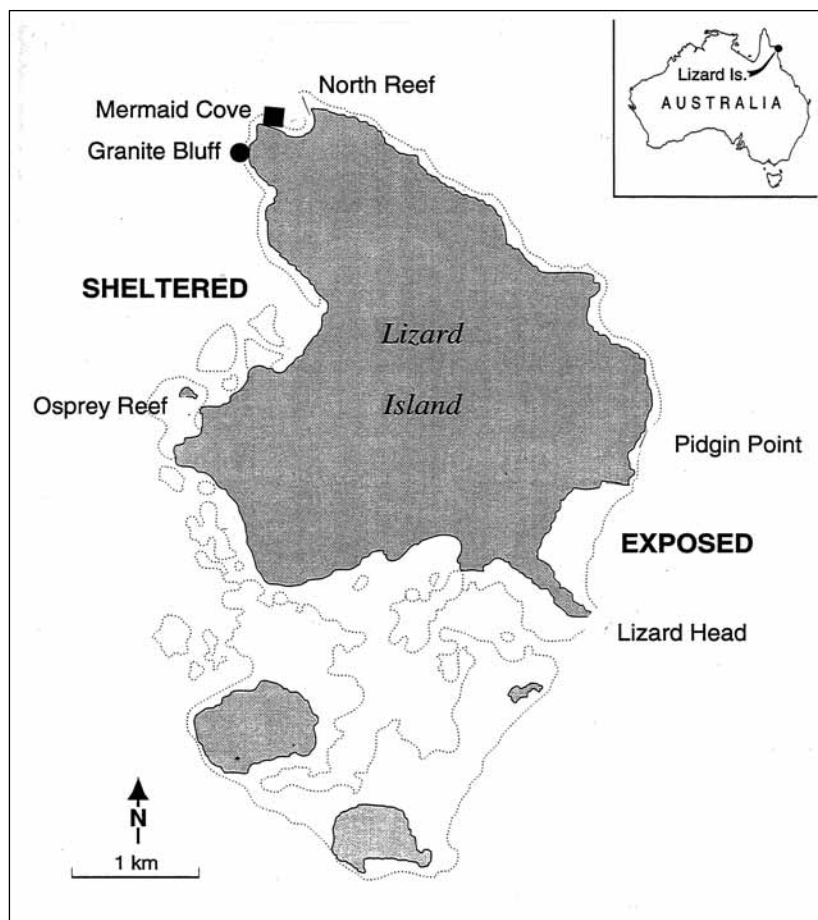 North Reef
Mermaid Cove
Granite Bluff
Lizard Is.
AUSTRALIA
SHELTERED
Lizard
Island
Osprey Reef
Pidgin Point
EXPOSED
Lizard Head
N
1 km